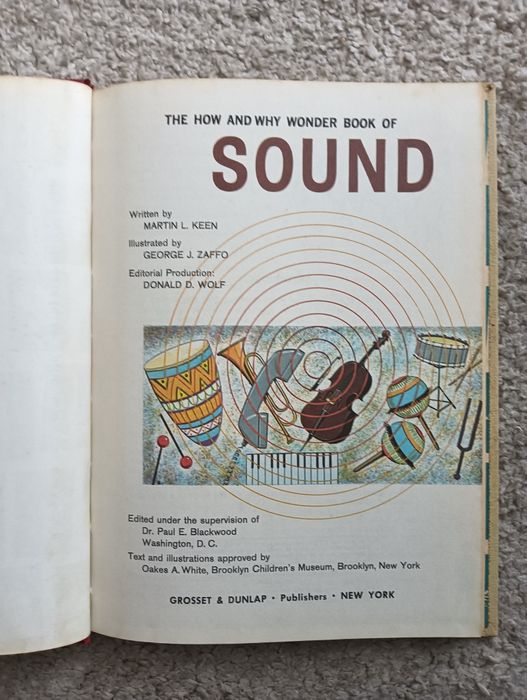 THE HOW AND WHY WONDER BOOK OF
SOUND
Written by
MARTIN L. KEEN
Illustrated by
GEORGE J. ZAFFO
Editorial Production:
DONALD D. WOLF
Edited under the supervision of
Dr. Paul E. Blackwood
Washington, D. C.
Text and illustrations approved by
Oakes A. White, Brooklyn Children's Museum, Brooklyn, New York
GROSSET & DUNLAP • Publishers • NEW YORK